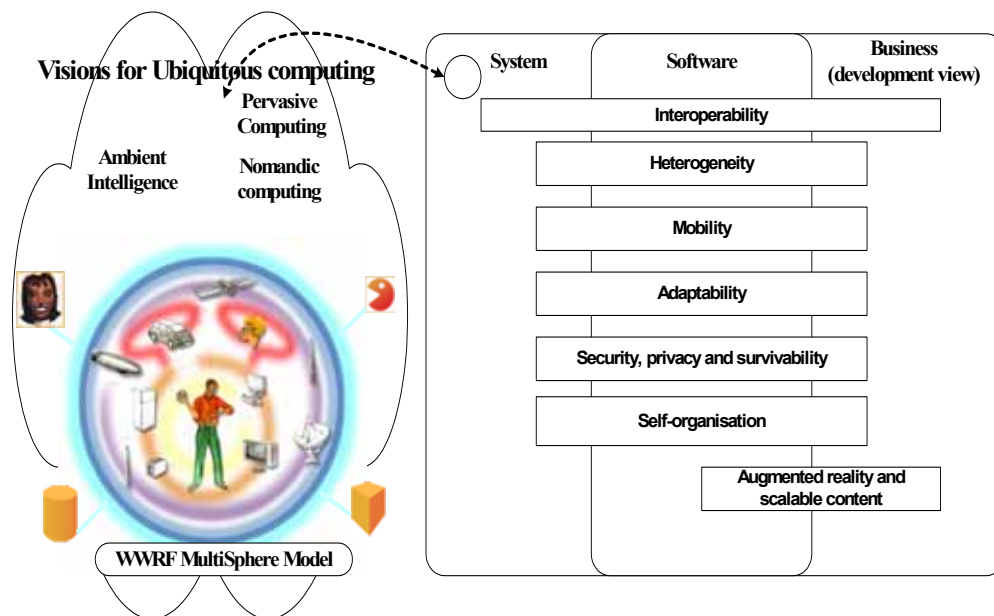 Visions for Ubiquitous computing
Pervasive
Computing
Ambient
Intelligence
Nomandic
computing
WWRF MultiSphere Model
System
Software
Business
(development view)
Interoperability
Heterogeneity
Mobility
Adaptability
Security, privacy and survivability
Self-organisation
Augmented reality and
scalable content